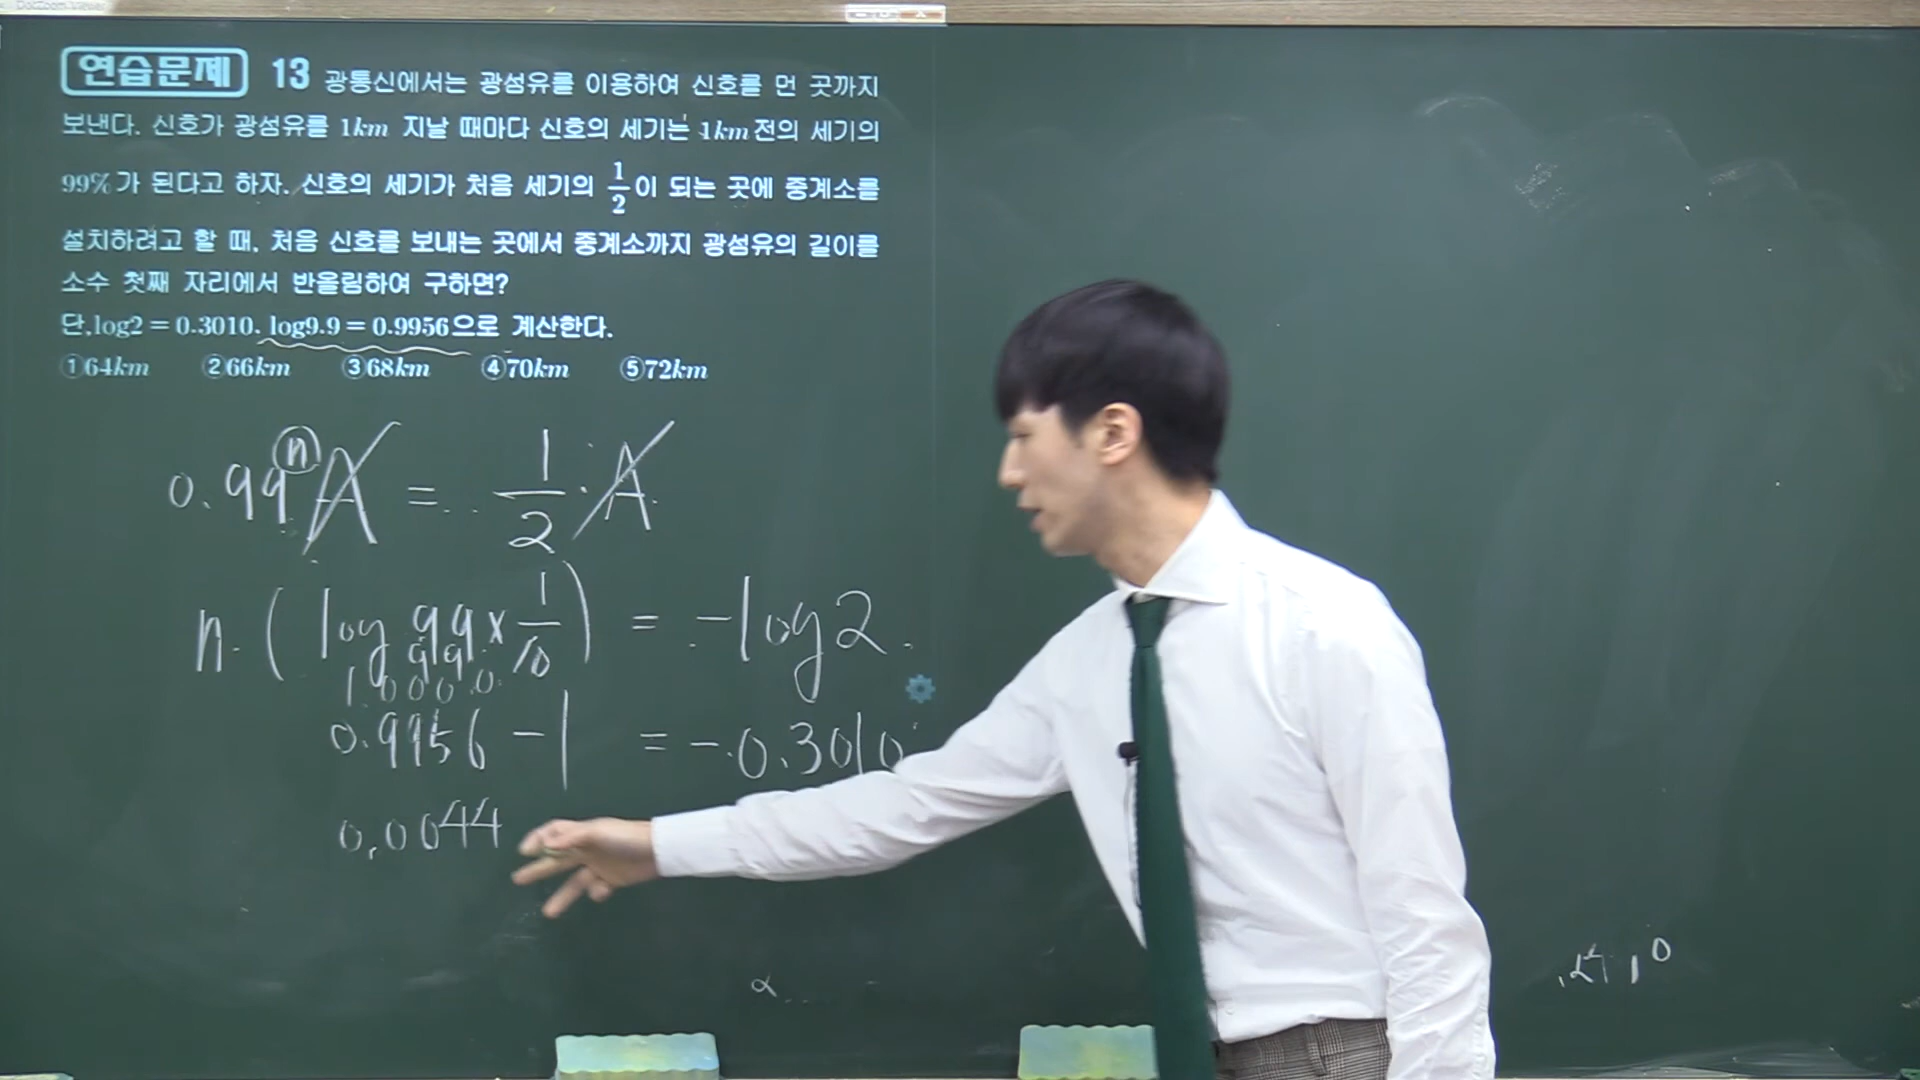 연습문제 13 광통신에서는 광섬유를 이용하여 신호를 먼 곳까지
보낸다. 신호가 광섬유를 1km 지날 때마다 신호의 세기는 1km전의 세기의
99%가 된다고 하자. 신호의 세기가 처음 세기의 1/2이 되는 곳에 중계소를
설치하려고 할 때, 처음 신호를 보내는 곳에서 중계소까지 광섬유의 길이를
소수 첫째 자리에서 반올림하여 구하면?
단,log2 = 0.3010. log9.9 = 0.9956으로 계산한다.
①64km ②66km ③68km ④70km ⑤72km
0.99ⁿA = 1/2 · A
n · ( log 9.9 × 1/10 ) = -log2
9 9
1.0000
0.9956 - 1 = -0.3010
0.0044
α